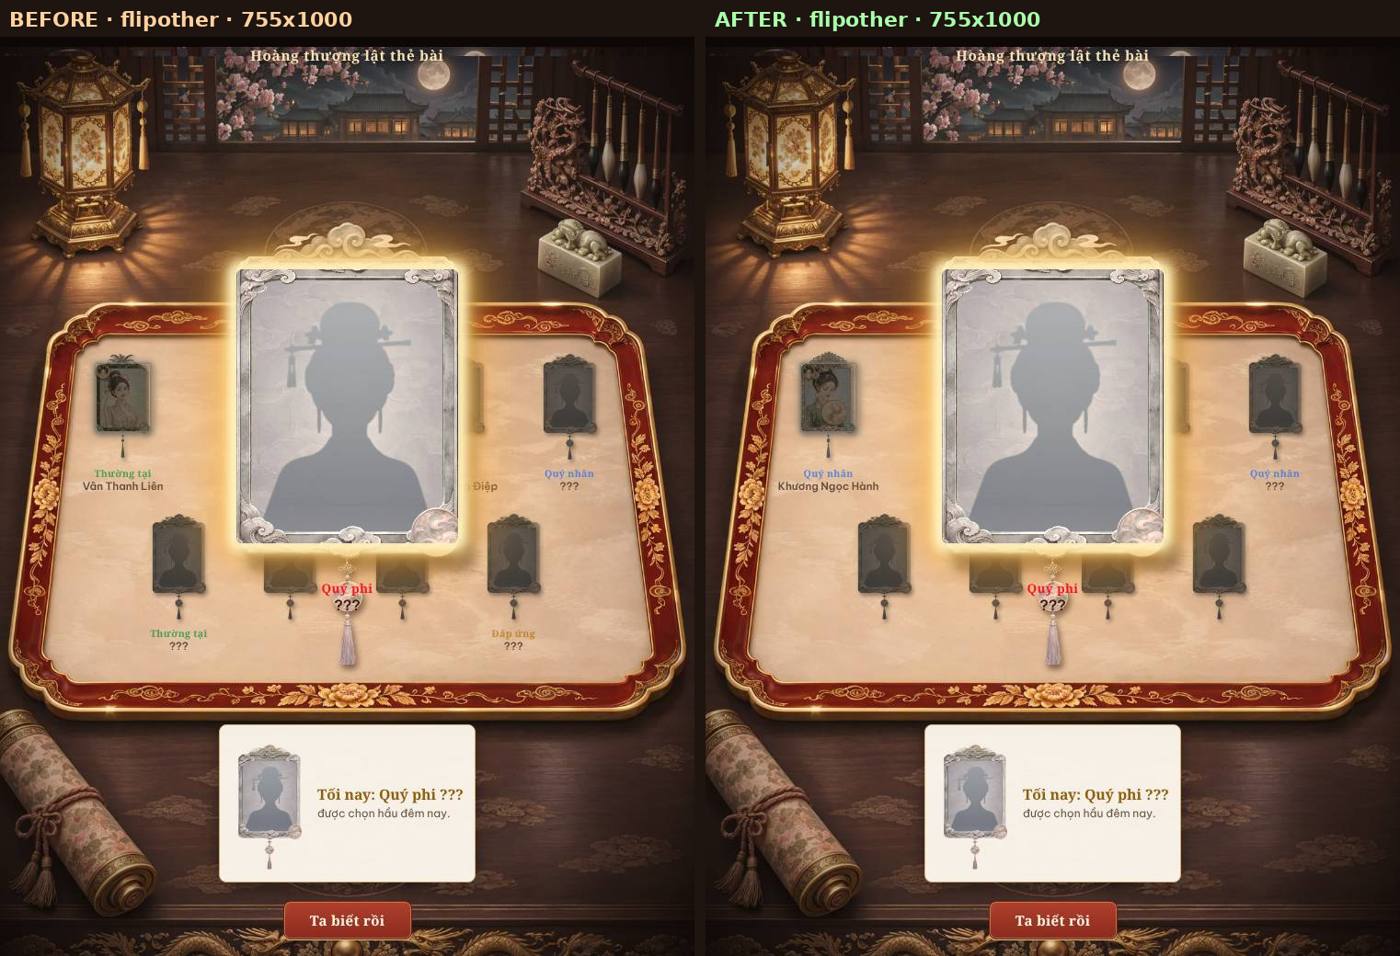 BEFORE · flipother · 755x1000
Hoàng thượng lật thẻ bài
Thường tại
Vân Thanh Liên
Điệp
Quý nhân
???
Quý phi
???
Thường tại
???
Đáp ứng
???
Tối nay: Quý phi ???
được chọn hầu đêm nay.
Ta biết rồi
AFTER · flipother · 755x1000
Hoàng thượng lật thẻ bài
Quý nhân
Khương Ngọc Hành
Quý nhân
???
Quý phi
???
Tối nay: Quý phi ???
được chọn hầu đêm nay.
Ta biết rồi